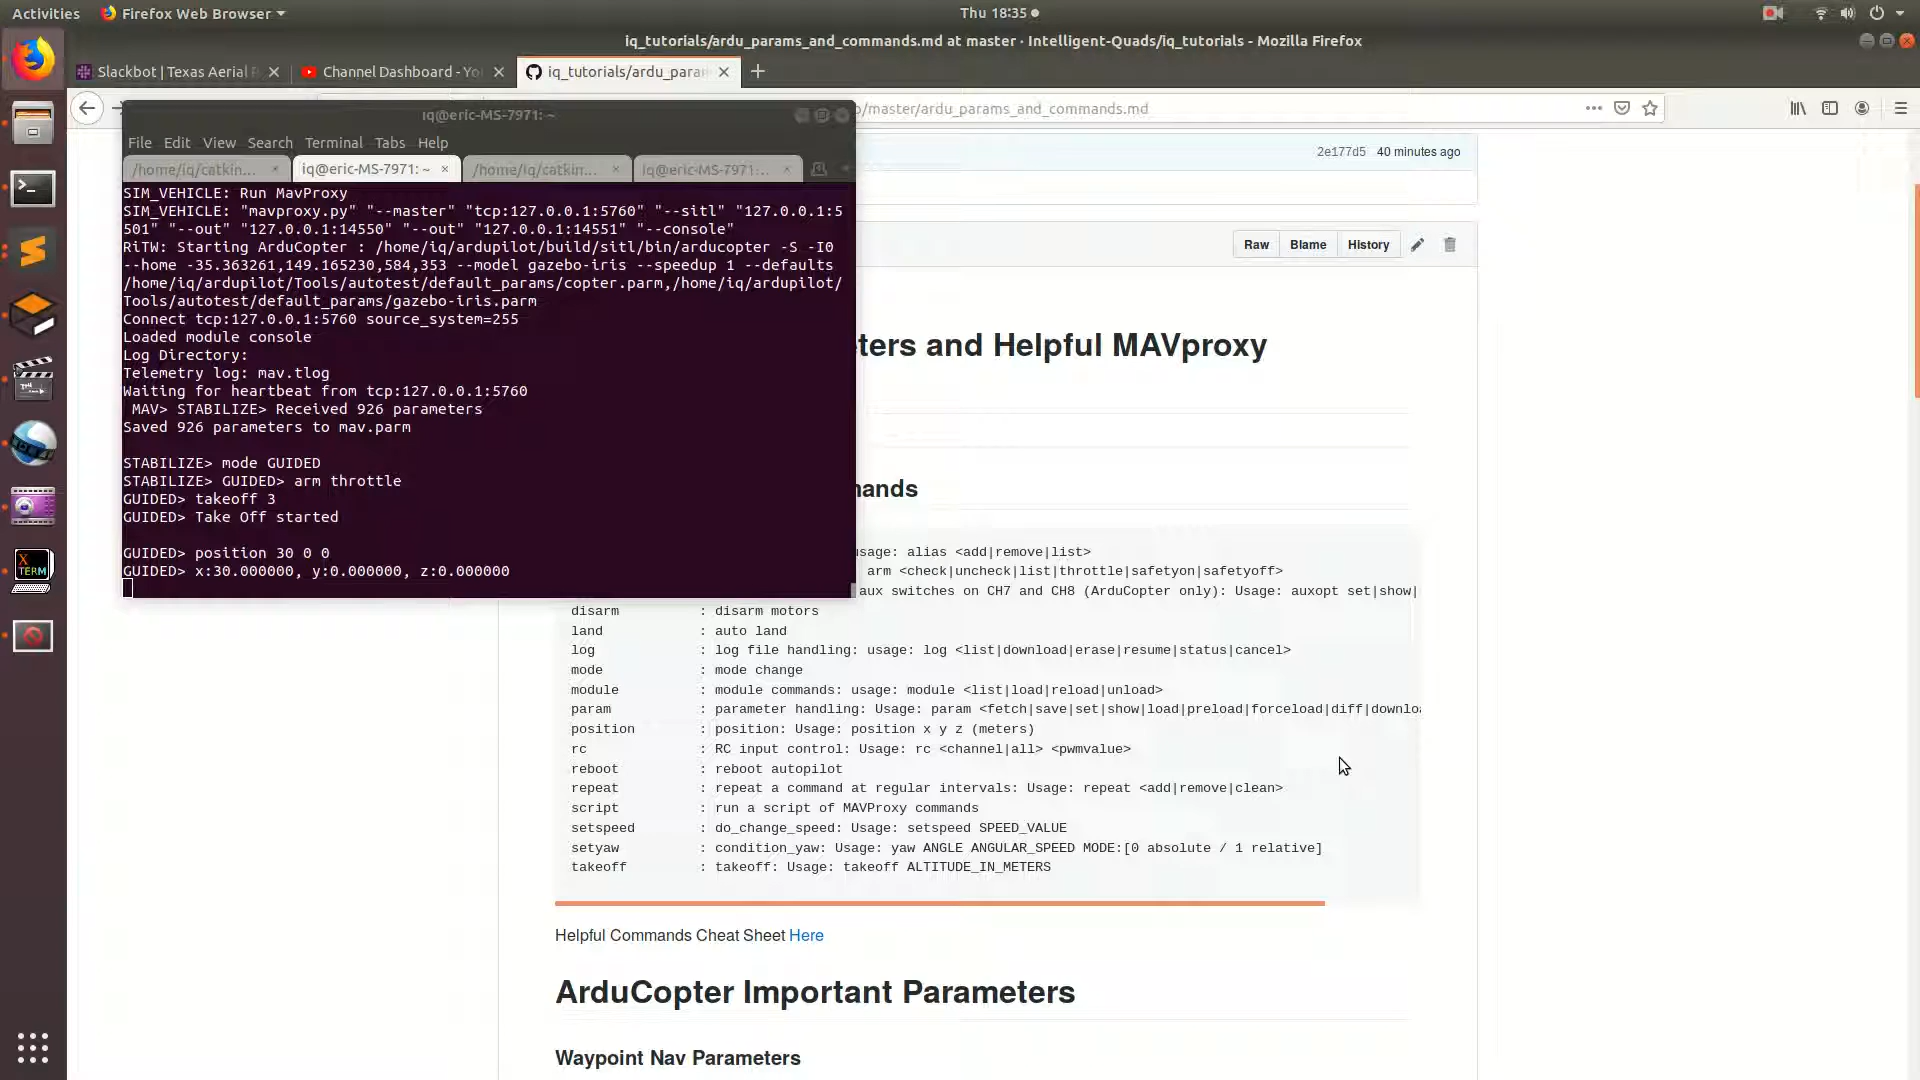 Activities
Firefox Web Browser
Thu 18:35
iq_tutorials/ardu_params_and_commands.md at master · Intelligent-Quads/iq_tutorials - Mozilla Firefox
Slackbot | Texas Aerial
Channel Dashboard - Yo
iq_tutorials/ardu_para
/master/ardu_params_and_commands.md
iq@eric-MS-7971: ~
File Edit View Search Terminal Tabs Help
/home/iq/catkin...
iq@eric-MS-7971: ~
/home/iq/catkin...
iq@eric-MS-7971:...
SIM_VEHICLE: Run MavProxy
SIM_VEHICLE: "mavproxy.py" "--master" "tcp:127.0.0.1:5760" "--sitl" "127.0.0.1:5
501" "--out" "127.0.0.1:14550" "--out" "127.0.0.1:14551" "--console"
RiTW: Starting ArduCopter : /home/iq/ardupilot/build/sitl/bin/arducopter -S -I0
--home -35.363261,149.165230,584,353 --model gazebo-iris --speedup 1 --defaults
/home/iq/ardupilot/Tools/autotest/default_params/copter.parm,/home/iq/ardupilot/
Tools/autotest/default_params/gazebo-iris.parm
Connect tcp:127.0.0.1:5760 source_system=255
Loaded module console
Log Directory:
Telemetry log: mav.tlog
Waiting for heartbeat from tcp:127.0.0.1:5760
MAV> STABILIZE> Received 926 parameters
Saved 926 parameters to mav.parm
STABILIZE> mode GUIDED
STABILIZE> GUIDED> arm throttle
GUIDED> takeoff 3
GUIDED> Take Off started
GUIDED> position 30 0 0
GUIDED> x:30.000000, y:0.000000, z:0.000000
2e177d5 40 minutes ago
Raw Blame History
ters and Helpful MAVproxy
mands
usage: alias <add|remove|list>
arm <check|uncheck|list|throttle|safetyon|safetyoff>
aux switches on CH7 and CH8 (ArduCopter only): Usage: auxopt set|show|
disarm : disarm motors
land : auto land
log : log file handling: usage: log <list|download|erase|resume|status|cancel>
mode : mode change
module : module commands: usage: module <list|load|reload|unload>
param : parameter handling: Usage: param <fetch|save|set|show|load|preload|forceload|diff|downlo
position : position: Usage: position x y z (meters)
rc : RC input control: Usage: rc <channel|all> <pwmvalue>
reboot : reboot autopilot
repeat : repeat a command at regular intervals: Usage: repeat <add|remove|clean>
script : run a script of MAVProxy commands
setspeed : do_change_speed: Usage: setspeed SPEED_VALUE
setyaw : condition_yaw: Usage: yaw ANGLE ANGULAR_SPEED MODE:[0 absolute / 1 relative]
takeoff : takeoff: Usage: takeoff ALTITUDE_IN_METERS
Helpful Commands Cheat Sheet Here
ArduCopter Important Parameters
Waypoint Nav Parameters
X
TERM